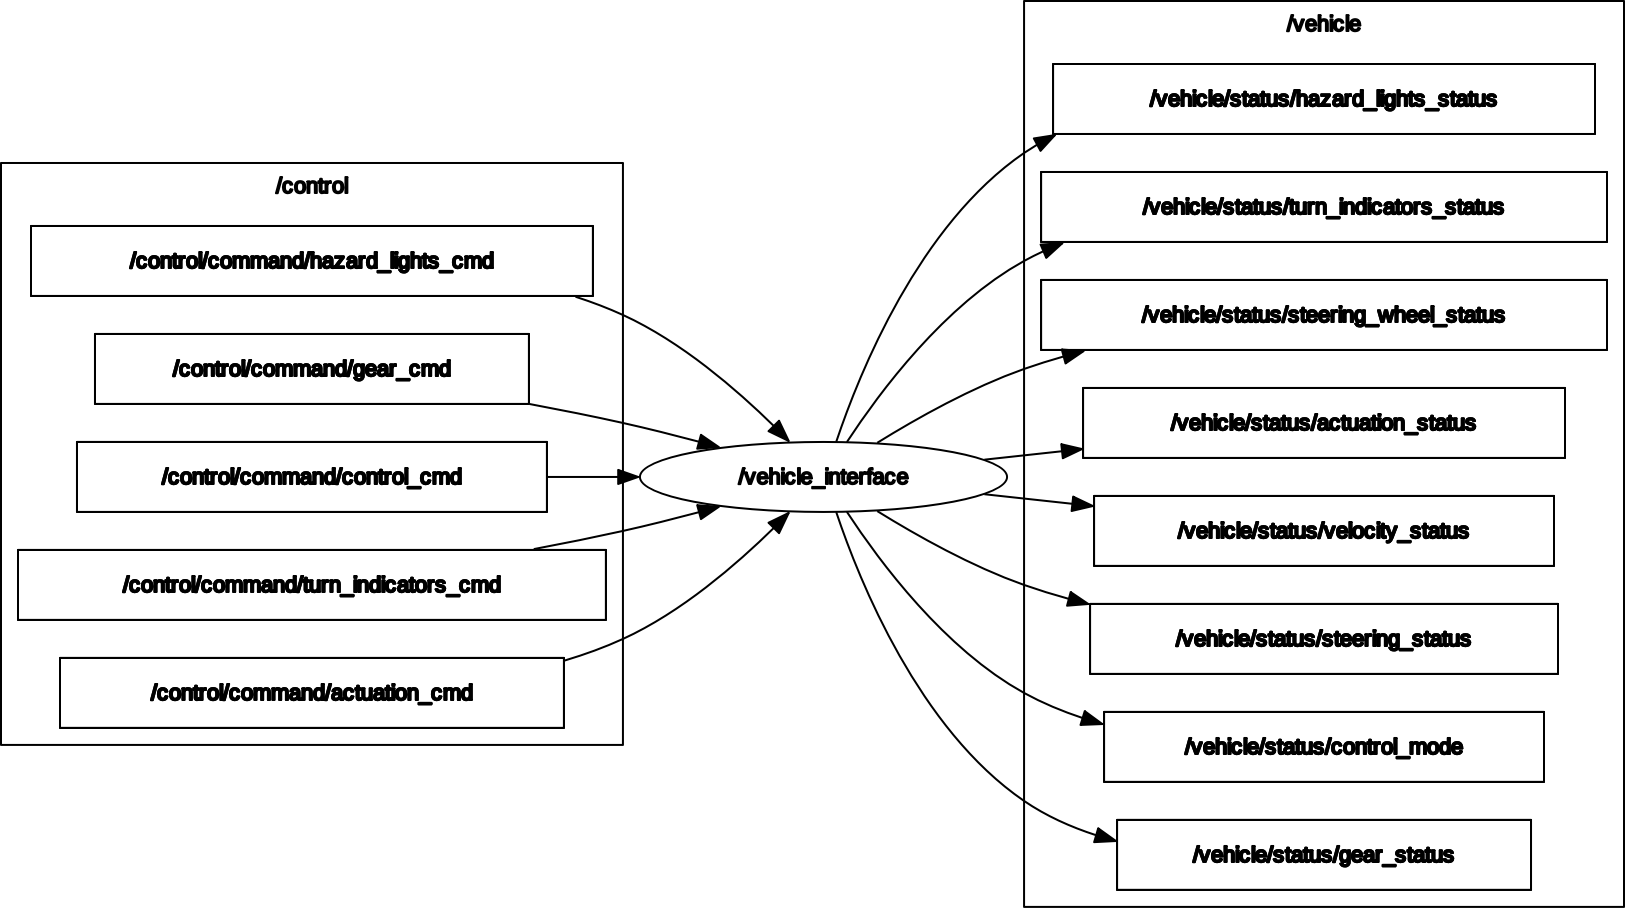 /control
/control/command/hazard_lights_cmd
/control/command/gear_cmd
/control/command/control_cmd
/control/command/turn_indicators_cmd
/control/command/actuation_cmd
/vehicle_interface
/vehicle
/vehicle/status/hazard_lights_status
/vehicle/status/turn_indicators_status
/vehicle/status/steering_wheel_status
/vehicle/status/actuation_status
/vehicle/status/velocity_status
/vehicle/status/steering_status
/vehicle/status/control_mode
/vehicle/status/gear_status